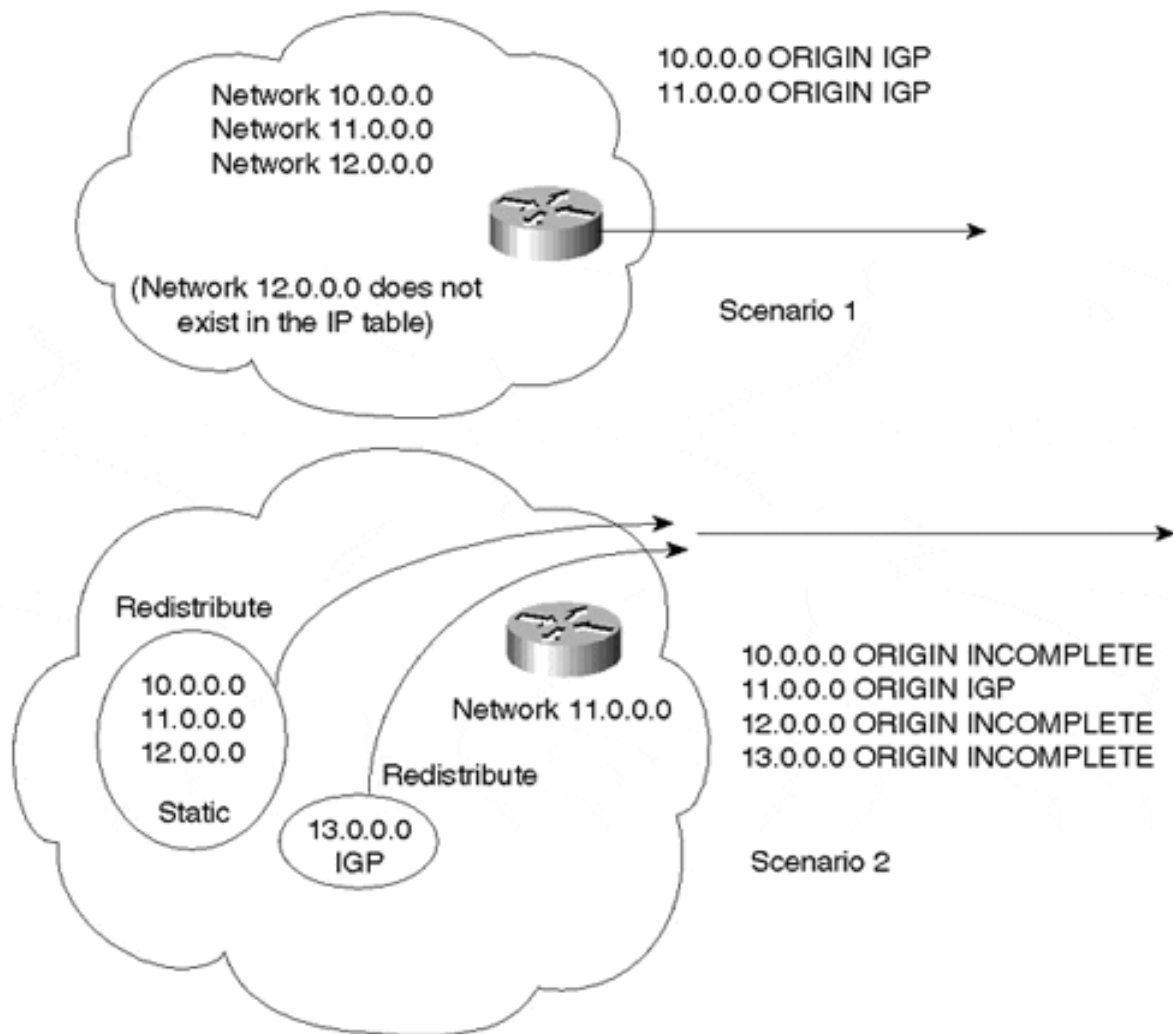 Network 10.0.0.0
Network 11.0.0.0
Network 12.0.0.0
(Network 12.0.0.0 does not
exist in the IP table)
10.0.0.0 ORIGIN IGP
11.0.0.0 ORIGIN IGP
Scenario 1
Redistribute
10.0.0.0
11.0.0.0
12.0.0.0
Static
Redistribute
13.0.0.0
IGP
Network 11.0.0.0
10.0.0.0 ORIGIN INCOMPLETE
11.0.0.0 ORIGIN IGP
12.0.0.0 ORIGIN INCOMPLETE
13.0.0.0 ORIGIN INCOMPLETE
Scenario 2